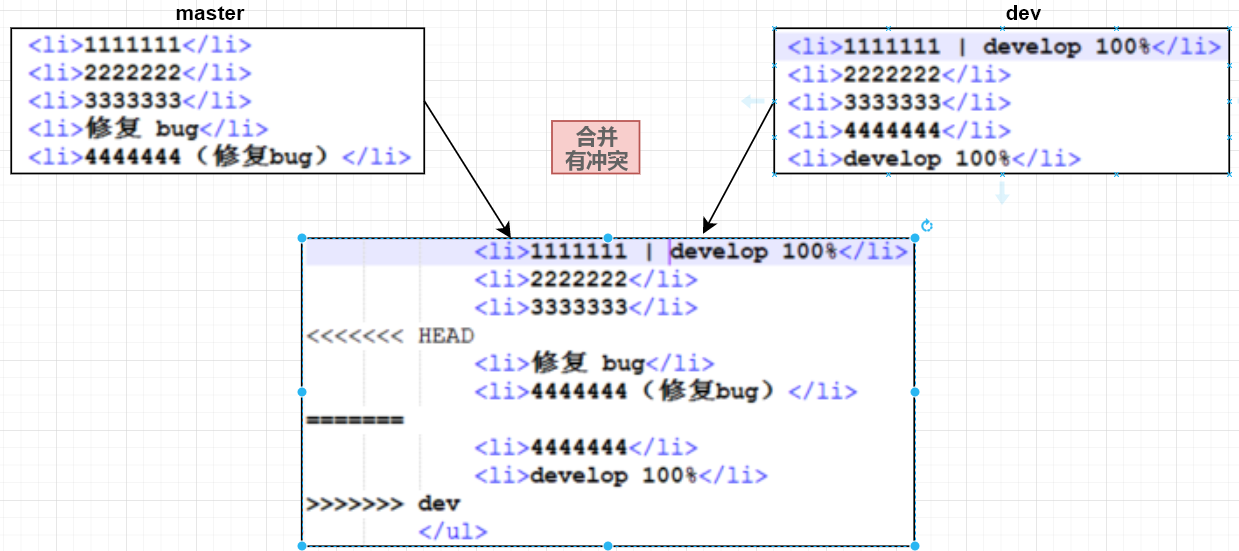 master
<li>1111111</li>
<li>2222222</li>
<li>3333333</li>
<li>修复 bug</li>
<li>4444444（修复bug）</li>
dev
<li>1111111 | develop 100%</li>
<li>2222222</li>
<li>3333333</li>
<li>4444444</li>
<li>develop 100%</li>
合并
有冲突
<li>1111111 | develop 100%</li>
<li>2222222</li>
<li>3333333</li>
<<<<<<< HEAD
<li>修复 bug</li>
<li>4444444（修复bug）</li>
=======
<li>4444444</li>
<li>develop 100%</li>
>>>>>>> dev
</ul>